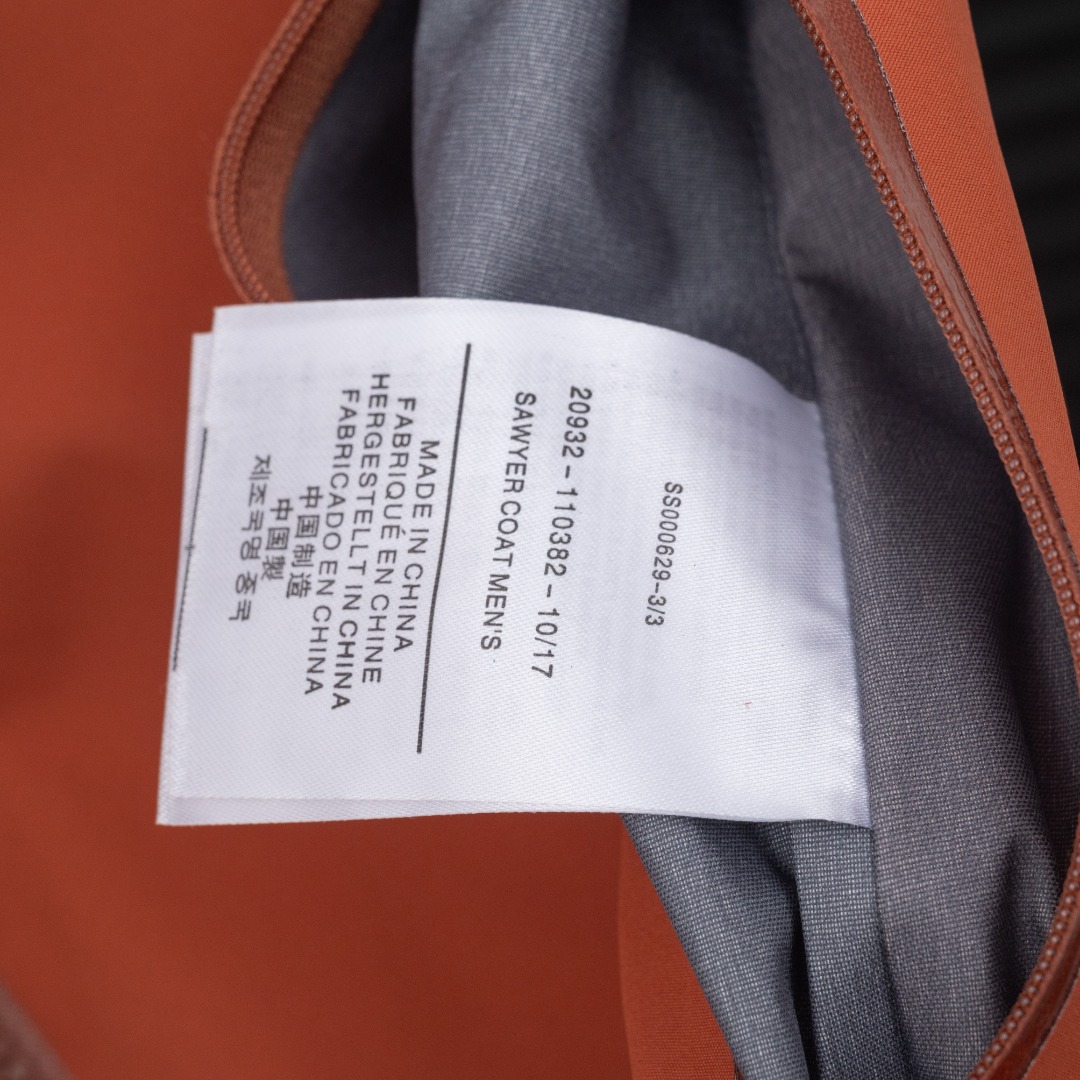 SS000629-3/3
20932-110382-10/17
SAWYER COAT MEN'S
MADE IN CHINA
FABRIQUÉ EN CHINE
HERGESTELLT IN CHINA
FABRICADO EN CHINA
中国制造
中国製
제조국명 중국